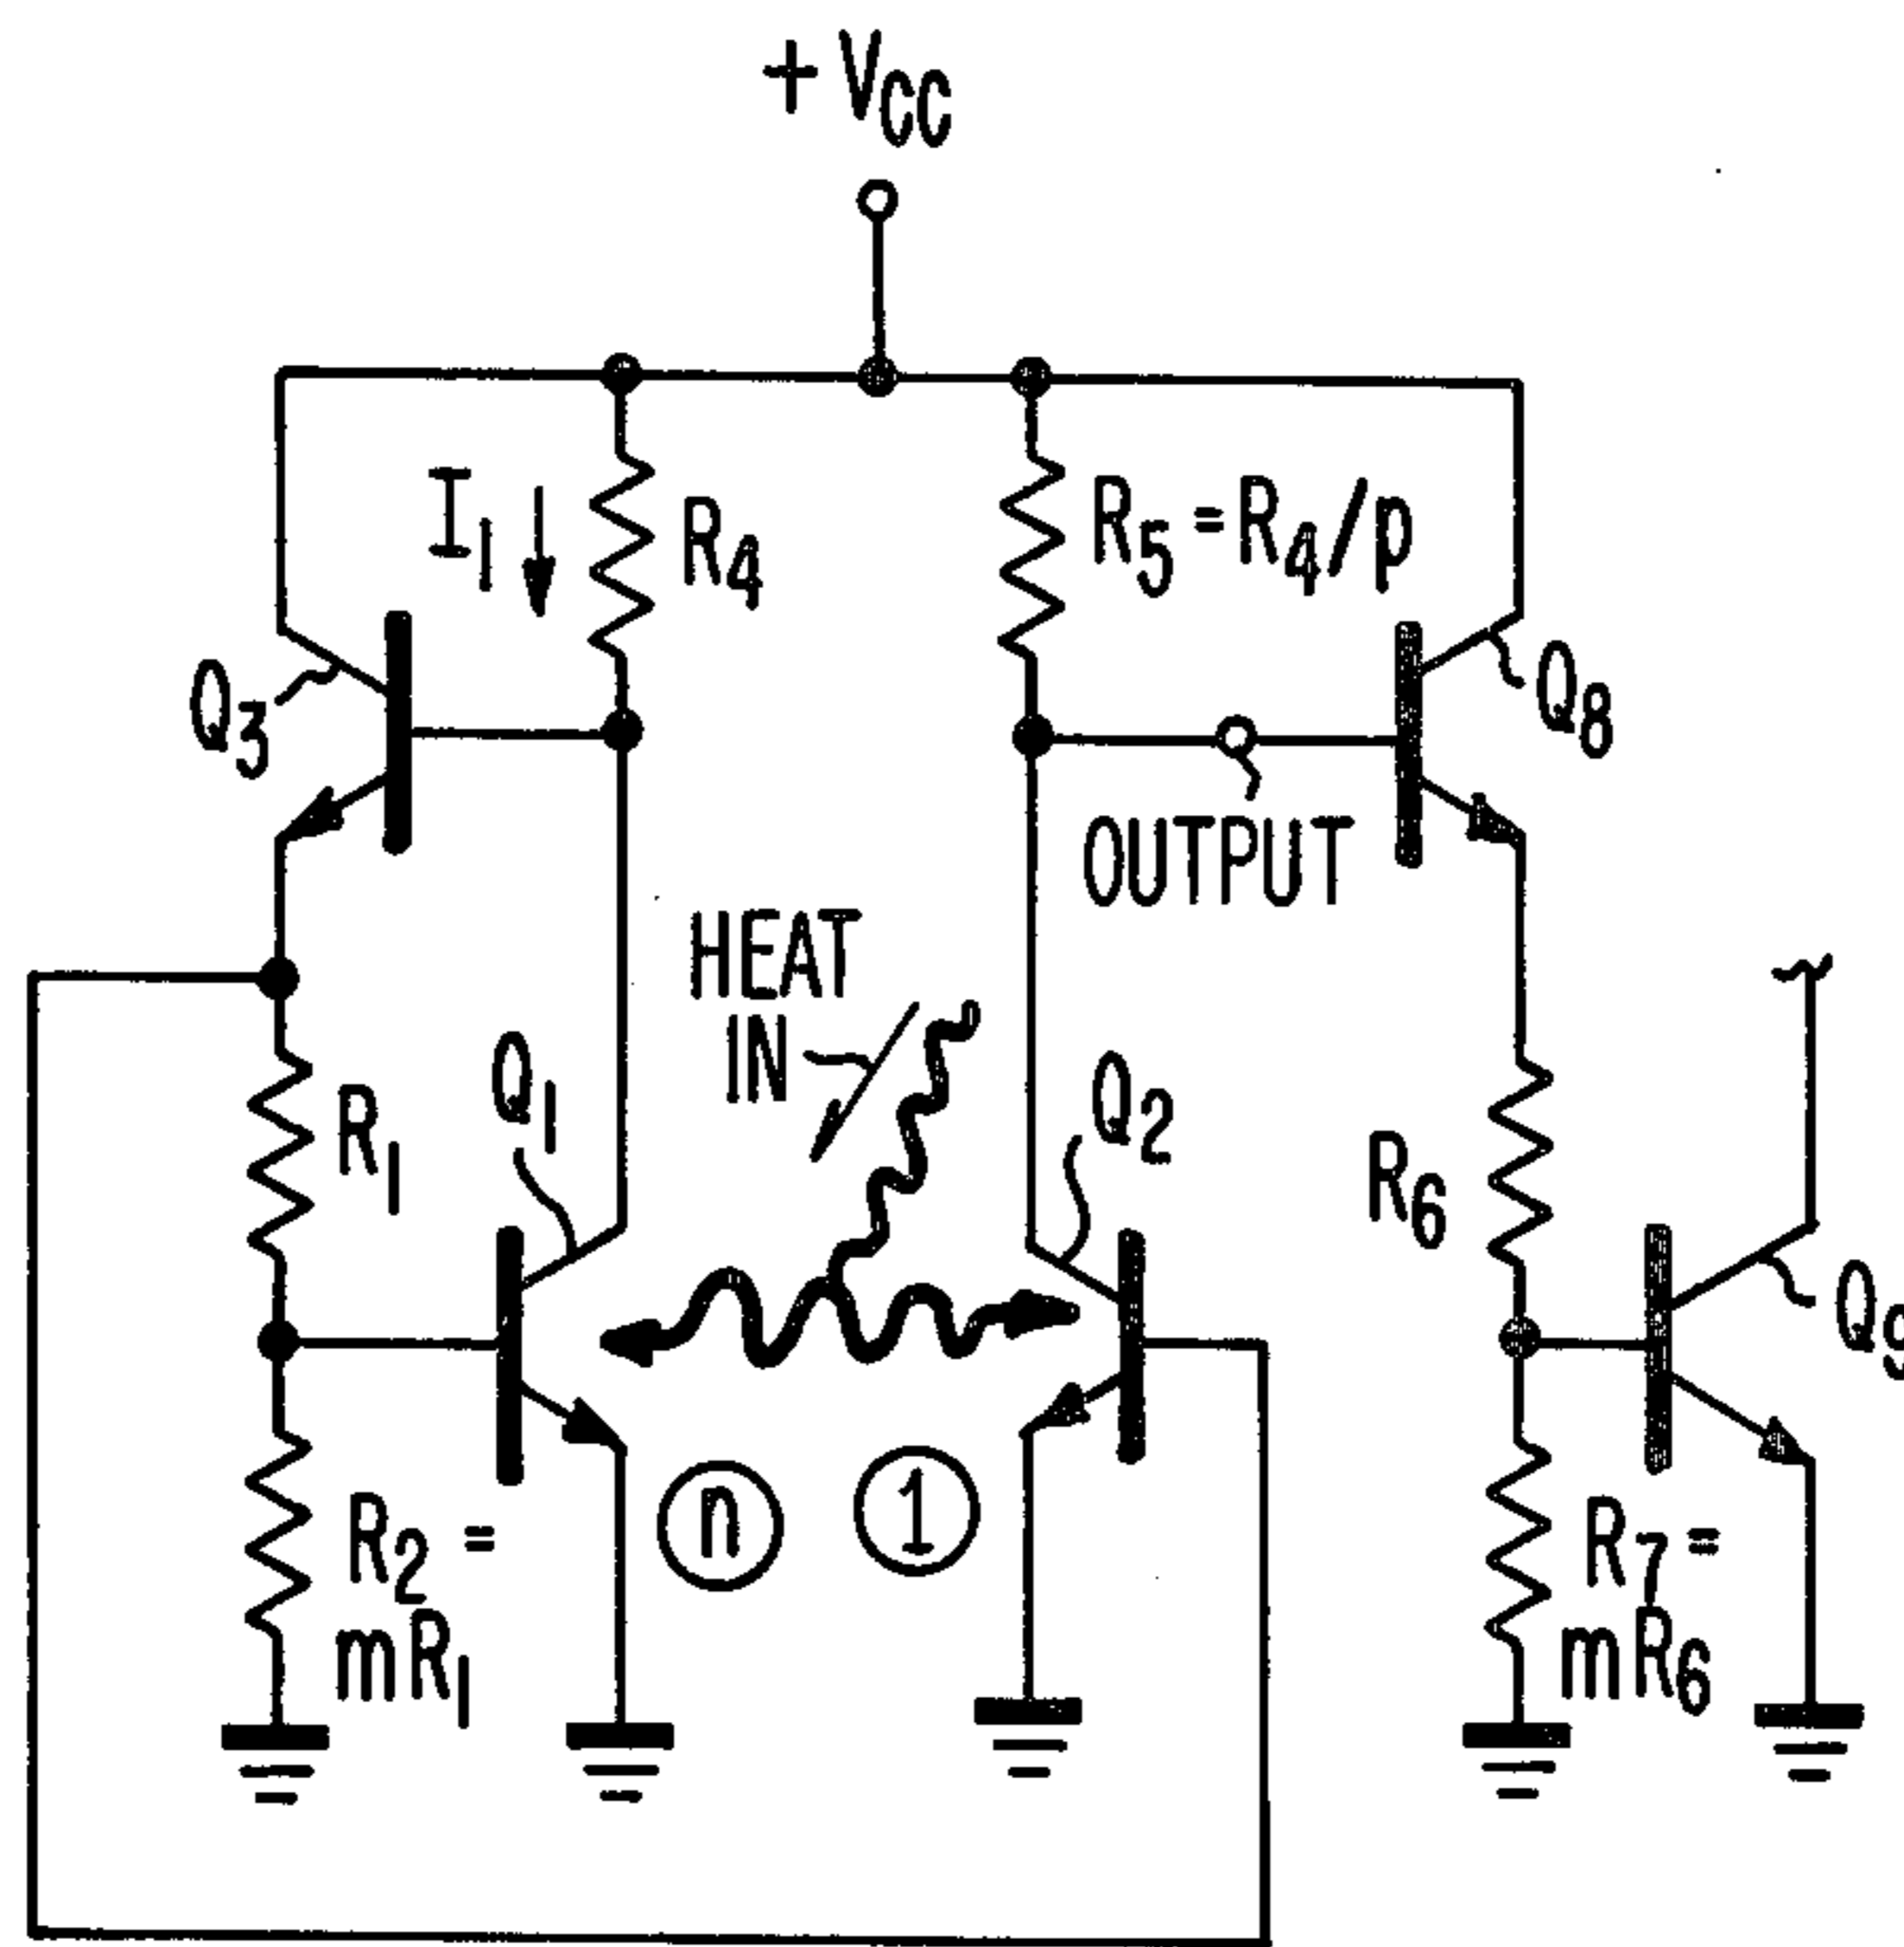 + VCC
I1
R4
R5 = R4/p
Q3
Q8
OUTPUT
HEAT
IN
R1
Q1
Q2
R6
Q9
n
1
R2 =
mR1
R7 =
mR6